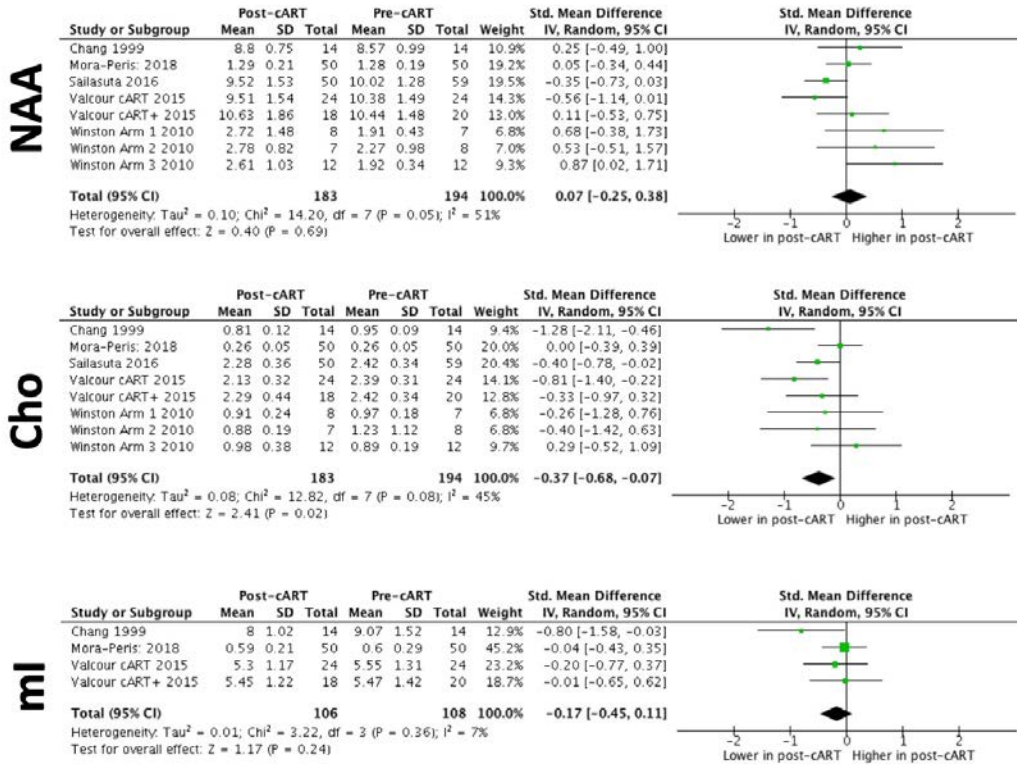 NAA
Post-cART Pre-cART Std. Mean Difference Std. Mean Difference
Study or Subgroup Mean SD Total Mean SD Total Weight IV, Random, 95% CI IV, Random, 95% CI
Chang 1999 8.8 0.75 14 8.57 0.99 14 10.9% 0.25 [-0.49, 1.00]
Mora-Peris: 2018 1.29 0.21 50 1.28 0.19 50 19.2% 0.05 [-0.34, 0.44]
Sailasuta 2016 9.52 1.53 50 10.02 1.28 59 19.4% -0.35 [-0.73, 0.03]
Valcour cART 2015 9.51 1.54 24 10.38 1.49 24 14.3% -0.56 [-1.14, 0.01]
Valcour cART+ 2015 10.63 1.86 18 10.44 1.48 20 13.0% 0.11 [-0.53, 0.75]
Winston Arm 1 2010 2.72 1.48 8 1.91 0.43 7 6.8% 0.68 [-0.38, 1.73]
Winston Arm 2 2010 2.78 0.82 7 2.27 0.98 8 7.0% 0.53 [-0.51, 1.57]
Winston Arm 3 2010 2.61 1.03 12 1.92 0.34 12 9.3% 0.87 [0.02, 1.71]
Total (95% CI) 183 194 100.0% 0.07 [-0.25, 0.38]
Heterogeneity: Tau² = 0.10; Chi² = 14.20, df = 7 (P = 0.05); I² = 51%
Test for overall effect: Z = 0.40 (P = 0.69)
-2 -1 0 1 2
Lower in post-cART Higher in post-cART
Cho
Post-cART Pre-cART Std. Mean Difference Std. Mean Difference
Study or Subgroup Mean SD Total Mean SD Total Weight IV, Random, 95% CI IV, Random, 95% CI
Chang 1999 0.81 0.12 14 0.95 0.09 14 9.4% -1.28 [-2.11, -0.46]
Mora-Peris: 2018 0.26 0.05 50 0.26 0.05 50 20.0% 0.00 [-0.39, 0.39]
Sailasuta 2016 2.28 0.36 50 2.42 0.34 59 20.4% -0.40 [-0.78, -0.02]
Valcour cART 2015 2.13 0.32 24 2.39 0.31 24 14.1% -0.81 [-1.40, -0.22]
Valcour cART+ 2015 2.29 0.44 18 2.42 0.34 20 12.8% -0.33 [-0.97, 0.32]
Winston Arm 1 2010 0.91 0.24 8 0.97 0.18 7 6.8% -0.26 [-1.28, 0.76]
Winston Arm 2 2010 0.88 0.19 7 1.23 1.12 8 6.8% -0.40 [-1.42, 0.63]
Winston Arm 3 2010 0.98 0.38 12 0.89 0.19 12 9.7% 0.29 [-0.52, 1.09]
Total (95% CI) 183 194 100.0% -0.37 [-0.68, -0.07]
Heterogeneity: Tau² = 0.08; Chi² = 12.82, df = 7 (P = 0.08); I² = 45%
Test for overall effect: Z = 2.41 (P = 0.02)
-2 -1 0 1 2
Lower in post-cART Higher in post-cART
mI
Post-cART Pre-cART Std. Mean Difference Std. Mean Difference
Study or Subgroup Mean SD Total Mean SD Total Weight IV, Random, 95% CI IV, Random, 95% CI
Chang 1999 8 1.02 14 9.07 1.52 14 12.9% -0.80 [-1.58, -0.03]
Mora-Peris: 2018 0.59 0.21 50 0.6 0.29 50 45.2% -0.04 [-0.43, 0.35]
Valcour cART 2015 5.3 1.17 24 5.55 1.31 24 23.2% -0.20 [-0.77, 0.37]
Valcour cART+ 2015 5.45 1.22 18 5.47 1.42 20 18.7% -0.01 [-0.65, 0.62]
Total (95% CI) 106 108 100.0% -0.17 [-0.45, 0.11]
Heterogeneity: Tau² = 0.01; Chi² = 3.22, df = 3 (P = 0.36); I² = 7%
Test for overall effect: Z = 1.17 (P = 0.24)
-2 -1 0 1 2
Lower in post-cART Higher in post-cART